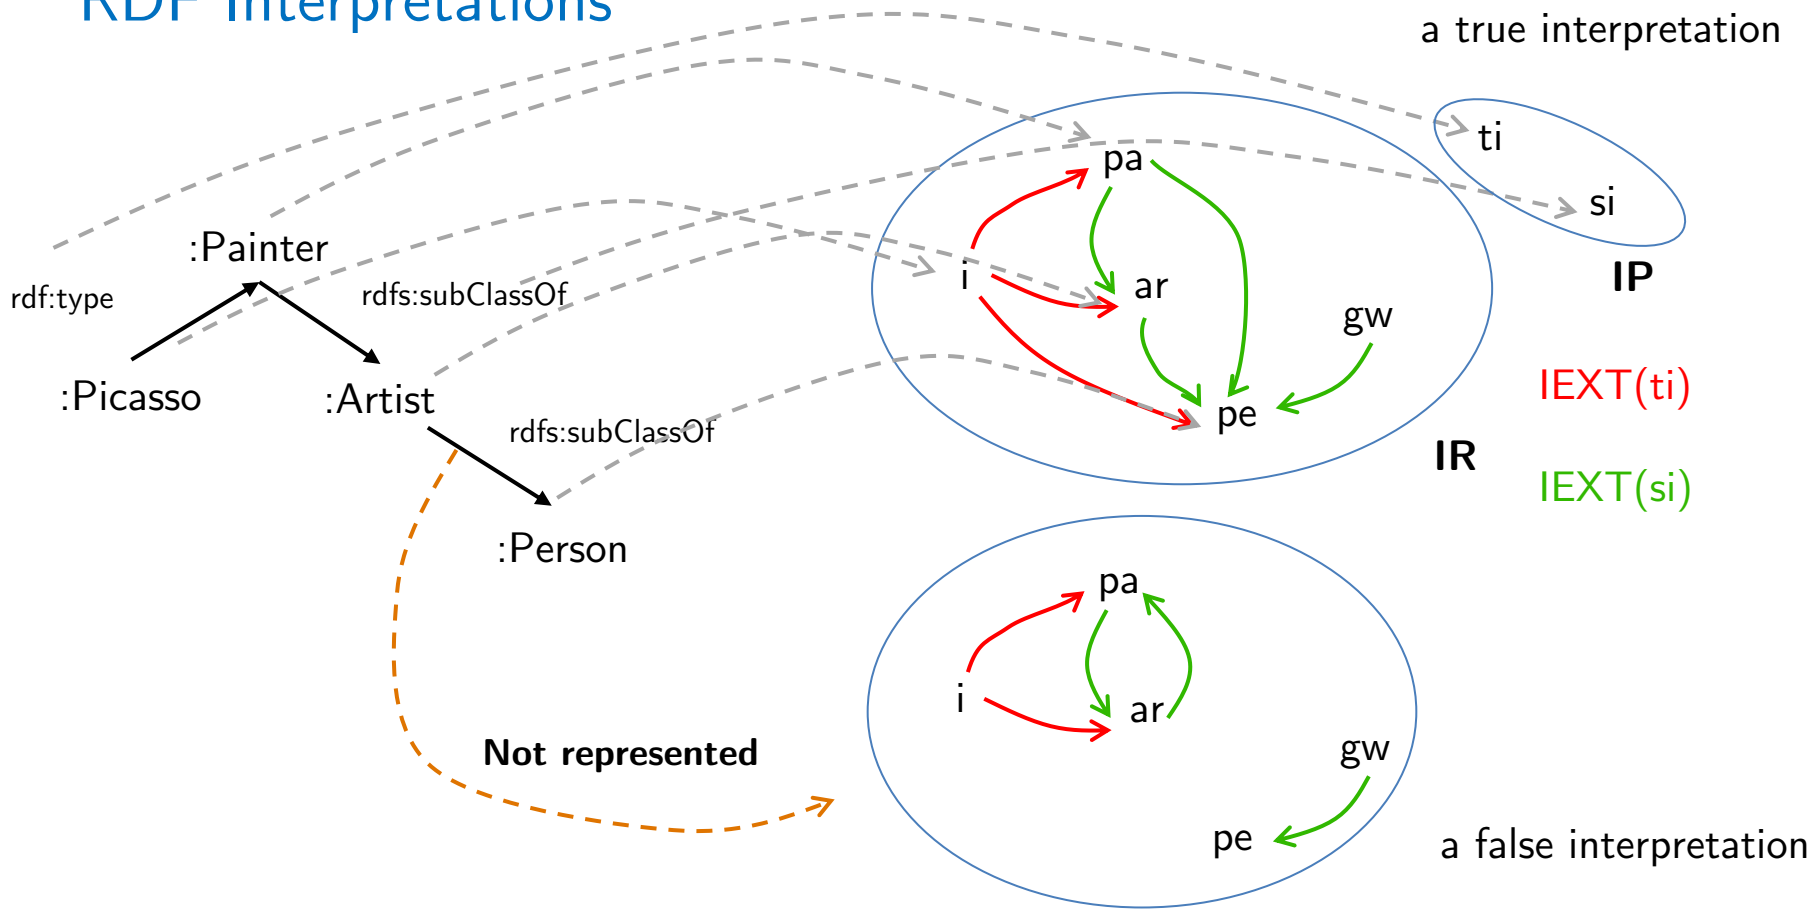 RDF Interpretations
a true interpretation
ti
pa
si
:Painter
i
ar
IP
rdf:type
rdfs:subClassOf
gw
:Picasso
:Artist
IEXT(ti)
pe
rdfs:subClassOf
IR
IEXT(si)
:Person
pa
i
ar
Not represented
gw
pe
a false interpretation